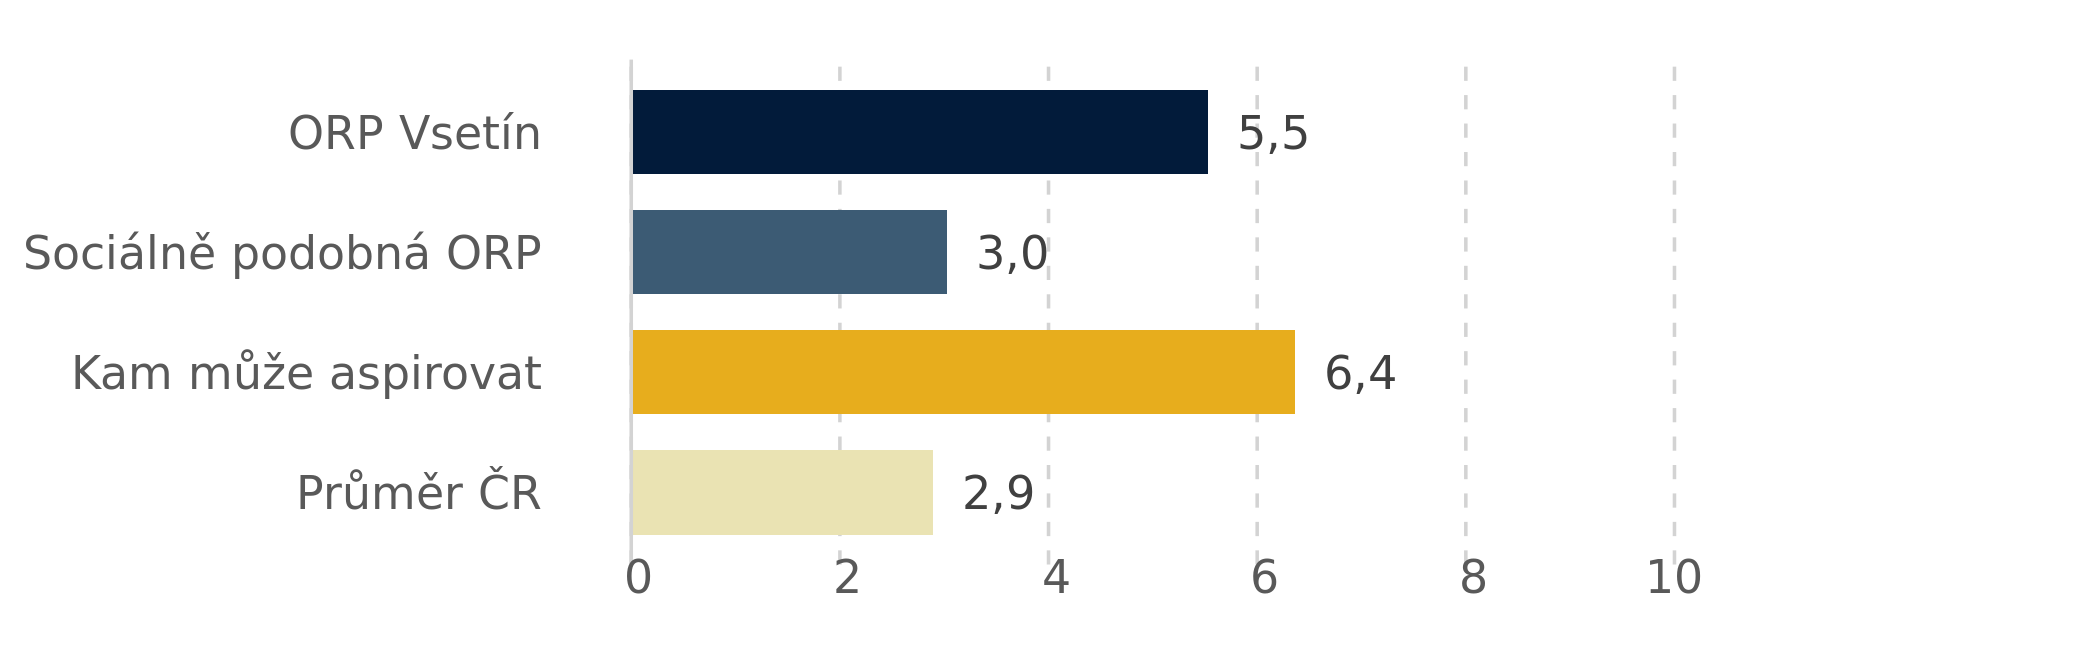 ORP Vsetín 5,5
Sociálně podobná ORP 3,0
Kam může aspirovat 6,4
Průměr ČR 2,9
0 2 4 6 8 10